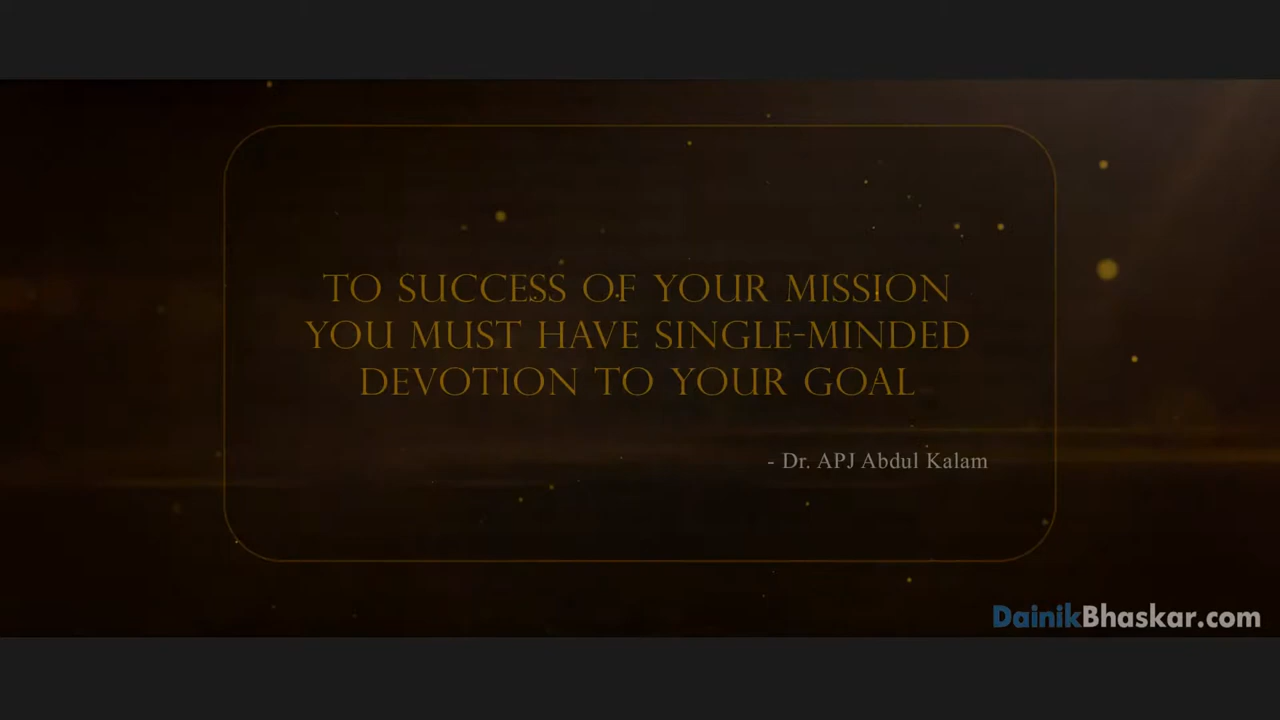 TO SUCCESS OF YOUR MISSION
YOU MUST HAVE SINGLE-MINDED
DEVOTION TO YOUR GOAL
- Dr. APJ Abdul Kalam
DainikBhaskar.com